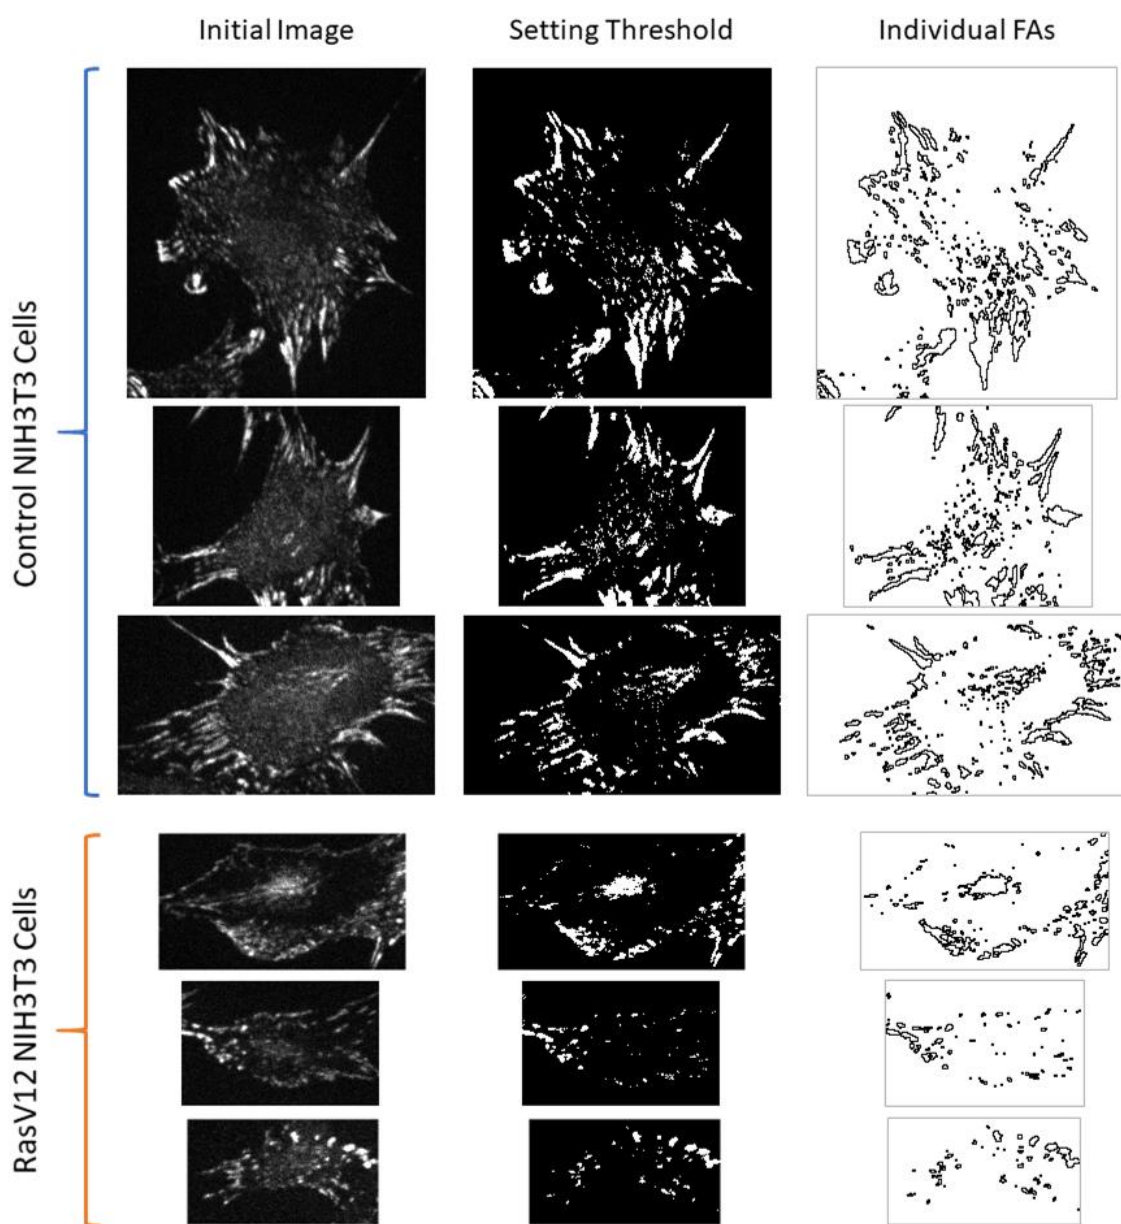 Initial Image
Setting Threshold
Individual FAs
Control NIH3T3 Cells
RasV12 NIH3T3 Cells